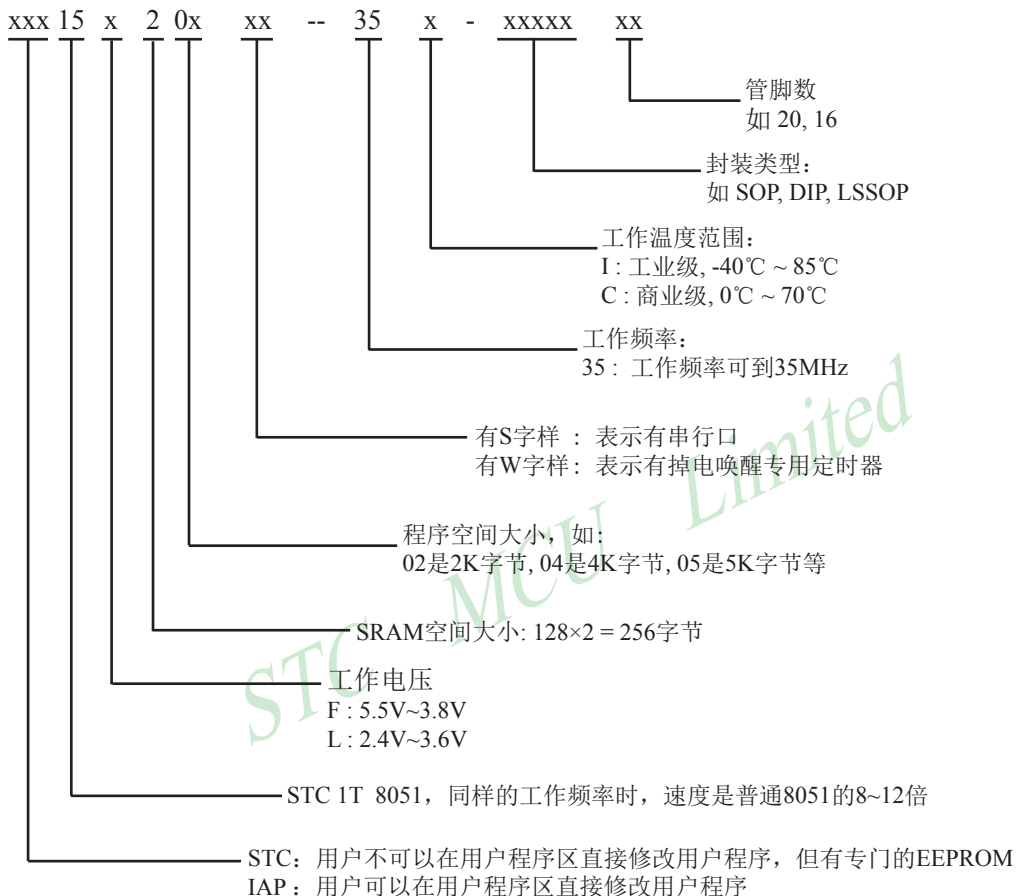 xxx 15 x 2 0x xx -- 35 x - xxxxx xx
管脚数
如 20, 16
封装类型：
如 SOP, DIP, LSSOP
工作温度范围：
I : 工业级, -40℃ ~ 85℃
C : 商业级, 0℃ ~ 70℃
工作频率：
35 : 工作频率可到35MHz
有S字样 : 表示有串行口
有W字样 : 表示有掉电唤醒专用定时器
程序空间大小，如：
02是2K字节, 04是4K字节, 05是5K字节等
SRAM空间大小: 128×2 = 256字节
工作电压
F : 5.5V~3.8V
L : 2.4V~3.6V
STC 1T 8051，同样的工作频率时，速度是普通8051的8~12倍
STC：用户不可以在用户程序区直接修改用户程序，但有专门的EEPROM
IAP：用户可以在用户程序区直接修改用户程序
STC MCU Limited